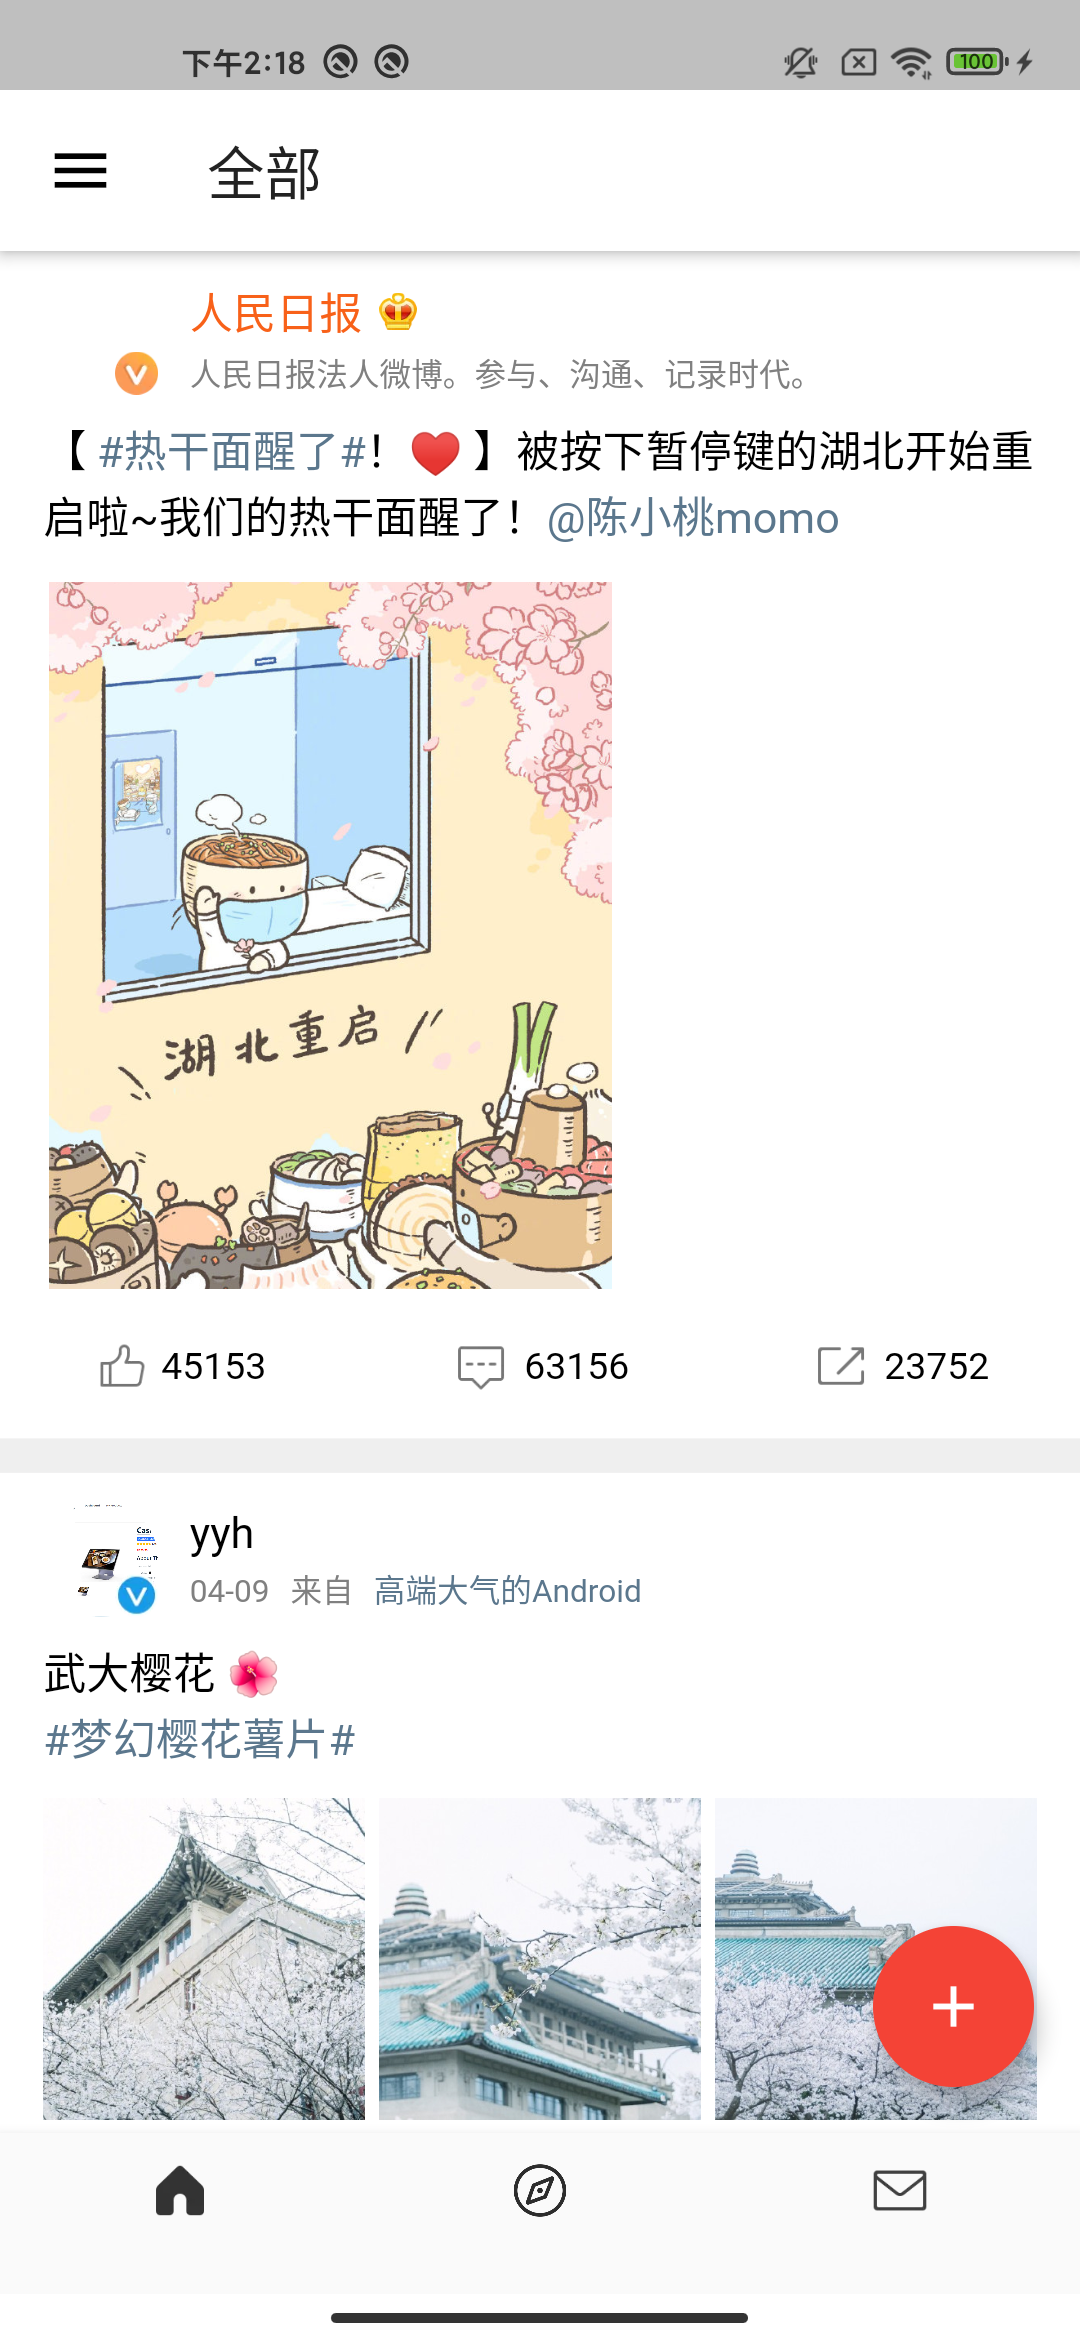 下午2:18
100
全部
人民日报
人民日报法人微博。参与、沟通、记录时代。
【 #热干面醒了#！ ❤ 】被按下暂停键的湖北开始重
启啦~我们的热干面醒了！@陈小桃momo
湖北重启
45153 63156 23752
yyh
04-09 来自 高端大气的Android
武大樱花 🌺
#梦幻樱花薯片#